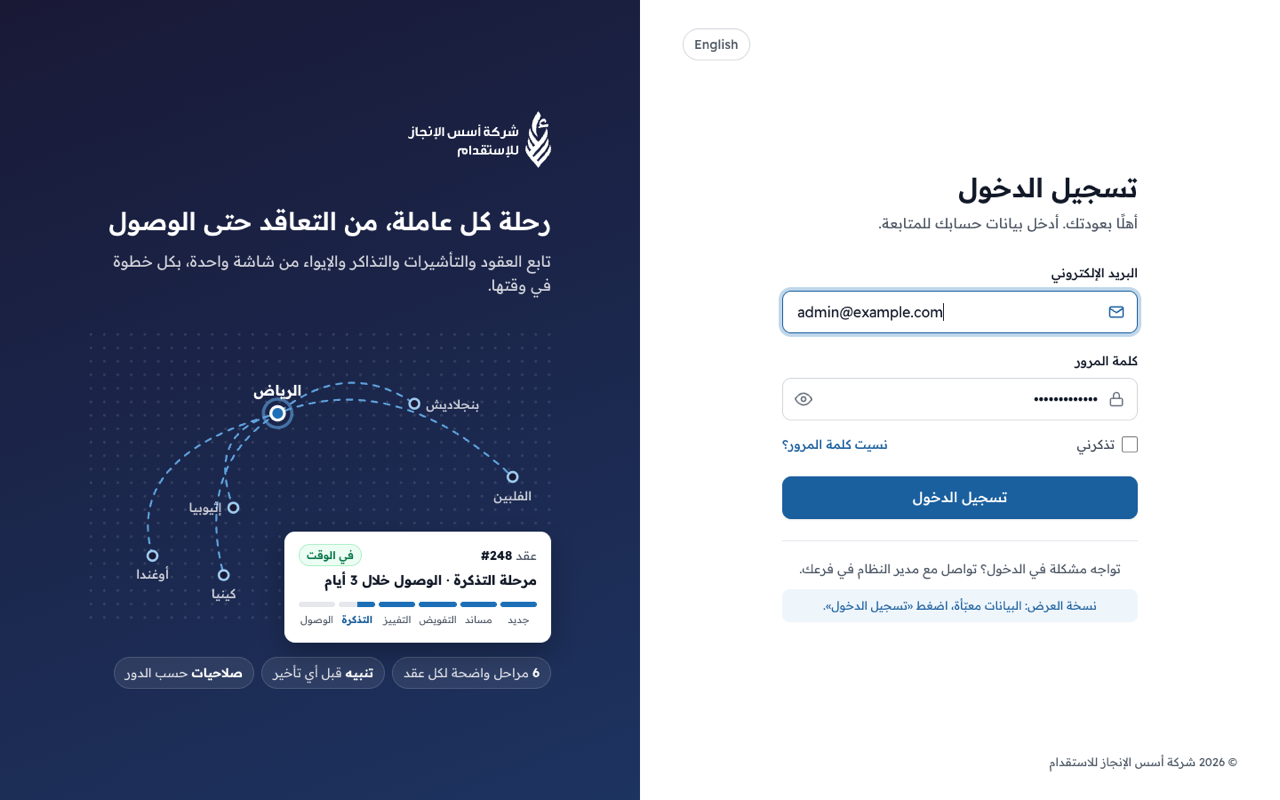 English
تسجيل الدخول
أهلًا بعودتك. أدخل بيانات حسابك للمتابعة.
البريد الإلكتروني
admin@example.com
كلمة المرور
•••••••••••••
تذكرني
نسيت كلمة المرور؟
تسجيل الدخول
تواجه مشكلة في الدخول؟ تواصل مع مدير النظام في فرعك.
نسخة العرض: البيانات معبّأة، اضغط «تسجيل الدخول».
© 2026 شركة أسس الإنجاز للاستقدام
شركة أسس الإنجاز
للإستقدام
رحلة كل عاملة، من التعاقد حتى الوصول
تابع العقود والتأشيرات والتذاكر والإيواء من شاشة واحدة، بكل خطوة
في وقتها.
الرياض
بنجلاديش
الفلبين
إثيوبيا
أوغندا
كينيا
عقد #248
في الوقت
مرحلة التذكرة · الوصول خلال 3 أيام
جديد
مساند
التفويض
التفييز
التذكرة
الوصول
6 مراحل واضحة لكل عقد
تنبيه قبل أي تأخير
صلاحيات حسب الدور